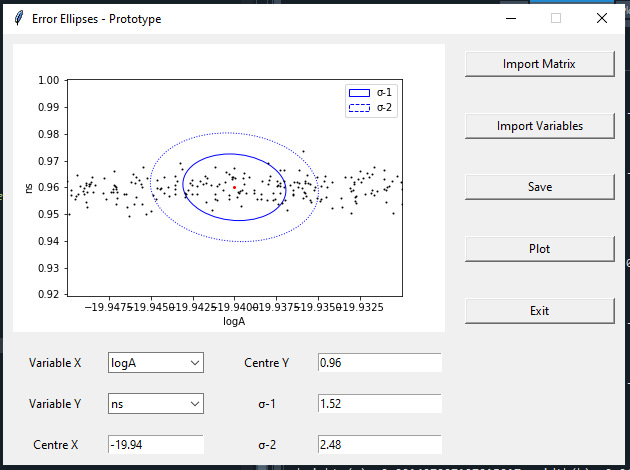 Error Ellipses - Prototype
1.00
0.99
0.98
0.97
0.96
0.95
0.94
0.93
0.92
ns
σ-1
σ-2
−19.9475−19.9450−19.9425−19.9400−19.9375−19.9350−19.9325
logA
Import Matrix
Import Variables
Save
Plot
Exit
Variable X logA Centre Y 0.96
Variable Y ns σ-1 1.52
Centre X -19.94 σ-2 2.48